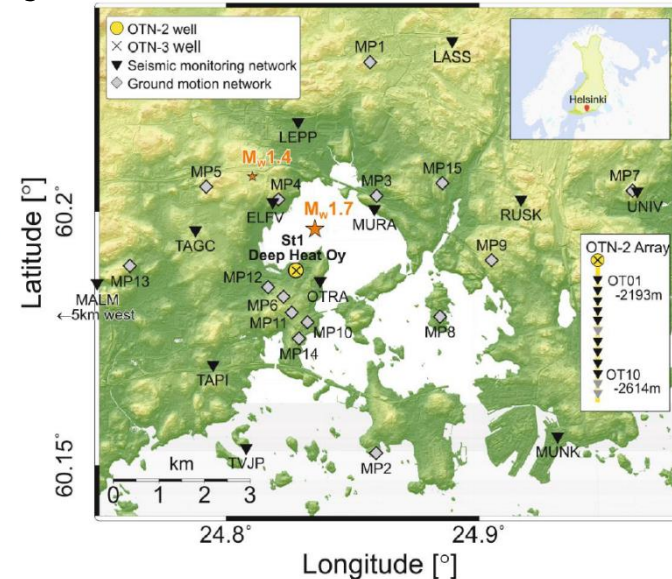 OTN-2 well
OTN-3 well
Seismic monitoring network
Ground motion network
MP1
LASS
Helsinki
LEPP
Mw1.4
MP5
MP4
MP3
MP15
MP7
UNIV
ELFV
Mw1.7
MURA
RUSK
TAGC
St1
Deep Heat Oy
MP9
MP13
MALM
←5km west
MP12
OTRA
MP6
MP11
MP10
MP8
MP14
OTN-2 Array
OT01
-2193m
OT10
-2614m
TAPI
TVJP
MP2
MUNK
km
0 1 2 3
60.2
60.15
Latitude [°]
24.8°
24.9°
Longitude [°]